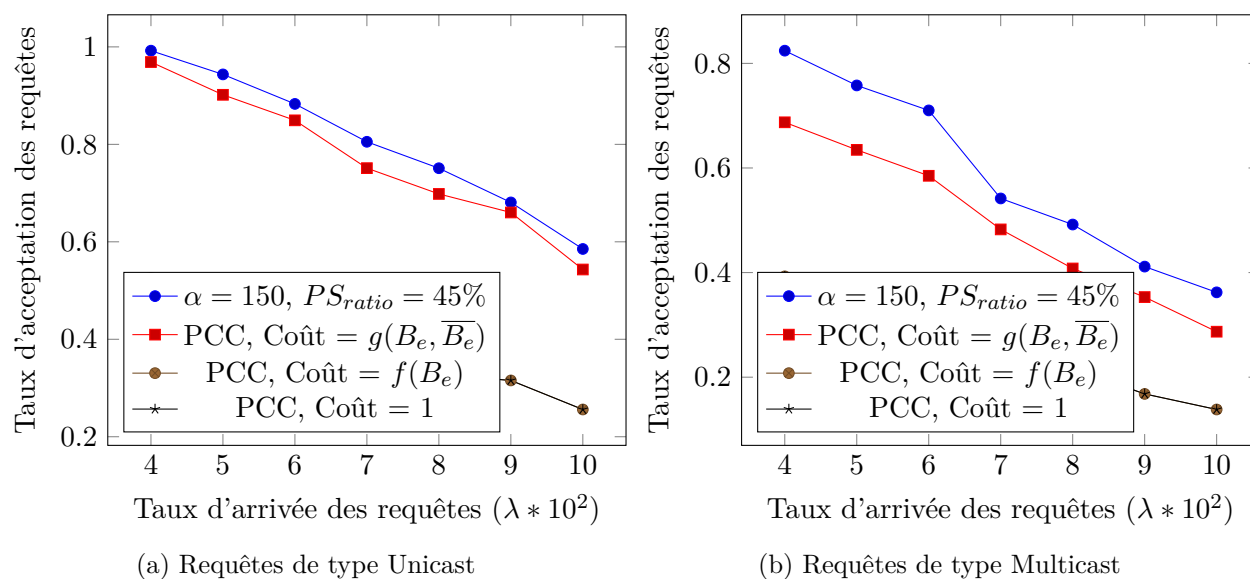 1
0.8
0.6
0.4
0.2
4 5 6 7 8 9 10
Taux d'acceptation des requêtes
Taux d'arrivée des requêtes (λ ∗ 10²)
α = 150, PS_ratio = 45%
PCC, Coût = g(B_e, \overline{B_e})
PCC, Coût = f(B_e)
PCC, Coût = 1
(a) Requêtes de type Unicast
0.8
0.6
0.4
0.2
4 5 6 7 8 9 10
Taux d'acceptation des requêtes
Taux d'arrivée des requêtes (λ ∗ 10²)
α = 150, PS_ratio = 45%
PCC, Coût = g(B_e, \overline{B_e})
PCC, Coût = f(B_e)
PCC, Coût = 1
(b) Requêtes de type Multicast